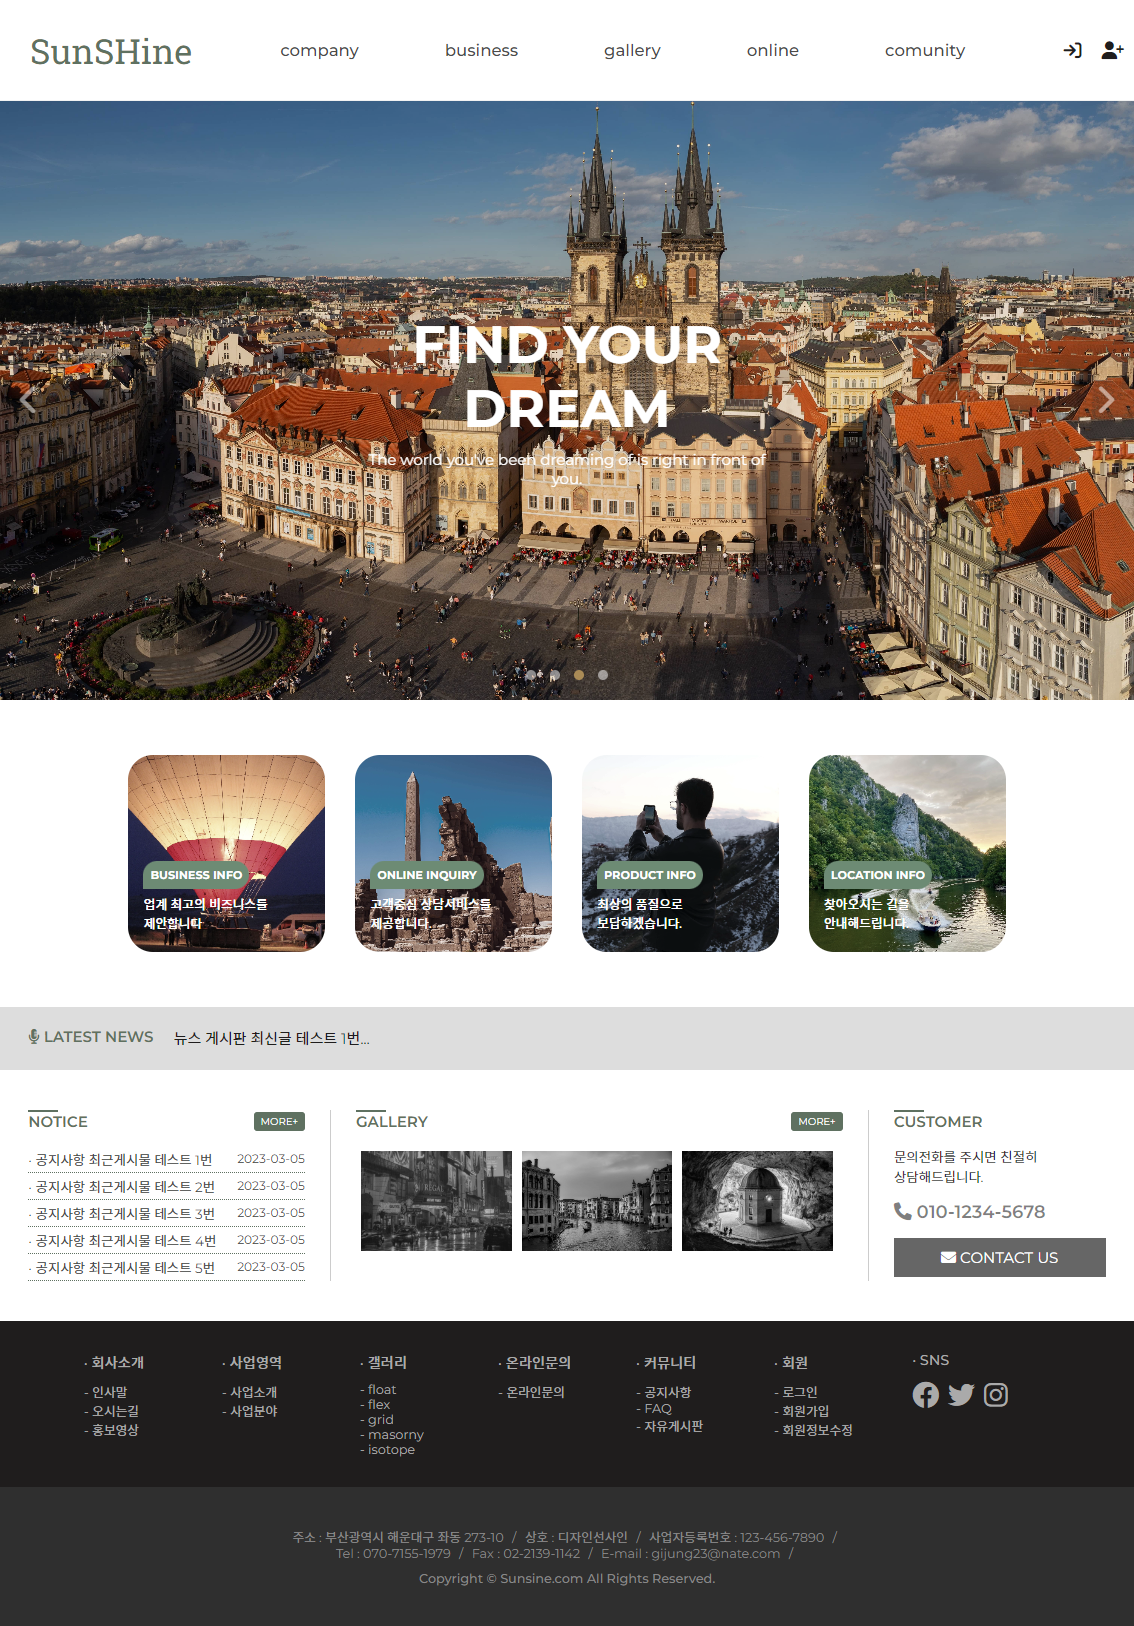 SunSHine
company
business
gallery
online
comunity
FIND YOUR
DREAM
The world you've been dreaming of is right in front of
you.
BUSINESS INFO
업계 최고의 비즈니스들
제안합니다
ONLINE INQUIRY
고객중심 상담서비스들
제공합니다.
PRODUCT INFO
최상의 품질으로
보답하겠습니다.
LOCATION INFO
찾아오시는 길을
안내해드립니다.
LATEST NEWS
뉴스 게시판 최신글 테스트 1번...
NOTICE
MORE+
· 공지사항 최근게시물 테스트 1번 2023-03-05
· 공지사항 최근게시물 테스트 2번 2023-03-05
· 공지사항 최근게시물 테스트 3번 2023-03-05
· 공지사항 최근게시물 테스트 4번 2023-03-05
· 공지사항 최근게시물 테스트 5번 2023-03-05
GALLERY
MORE+
REGAL
CUSTOMER
문의전화를 주시면 친절히
상담해드립니다.
010-1234-5678
CONTACT US
· 회사소개
- 인사말
- 오시는길
- 홍보영상
· 사업영역
- 사업소개
- 사업분야
· 갤러리
- float
- flex
- grid
- masorny
- isotope
· 온라인문의
- 온라인문의
· 커뮤니티
- 공지사항
- FAQ
- 자유게시판
· 회원
- 로그인
- 회원가입
- 회원정보수정
· SNS
주소 : 부산광역시 해운대구 좌동 273-10 / 상호 : 디자인선사인 / 사업자등록번호 : 123-456-7890 /
Tel : 070-7155-1979 / Fax : 02-2139-1142 / E-mail : gijung23@nate.com /
Copyright © Sunsine.com All Rights Reserved.